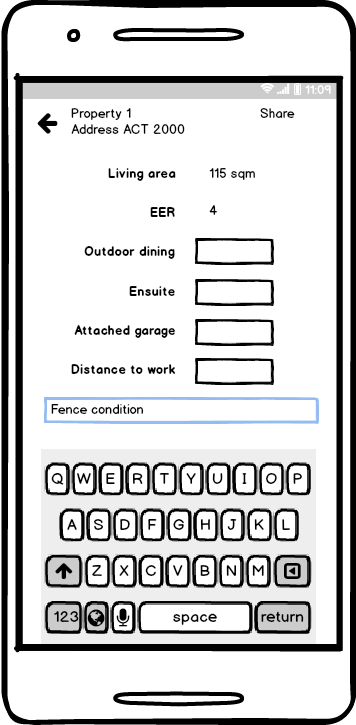 11:09
Property 1
Share
Address ACT 2000
Living area 115 sqm
EER 4
Outdoor dining
Ensuite
Attached garage
Distance to work
Fence condition
Q W E R T Y U I O P
A S D F G H J K L
Z X C V B N M
123 space return